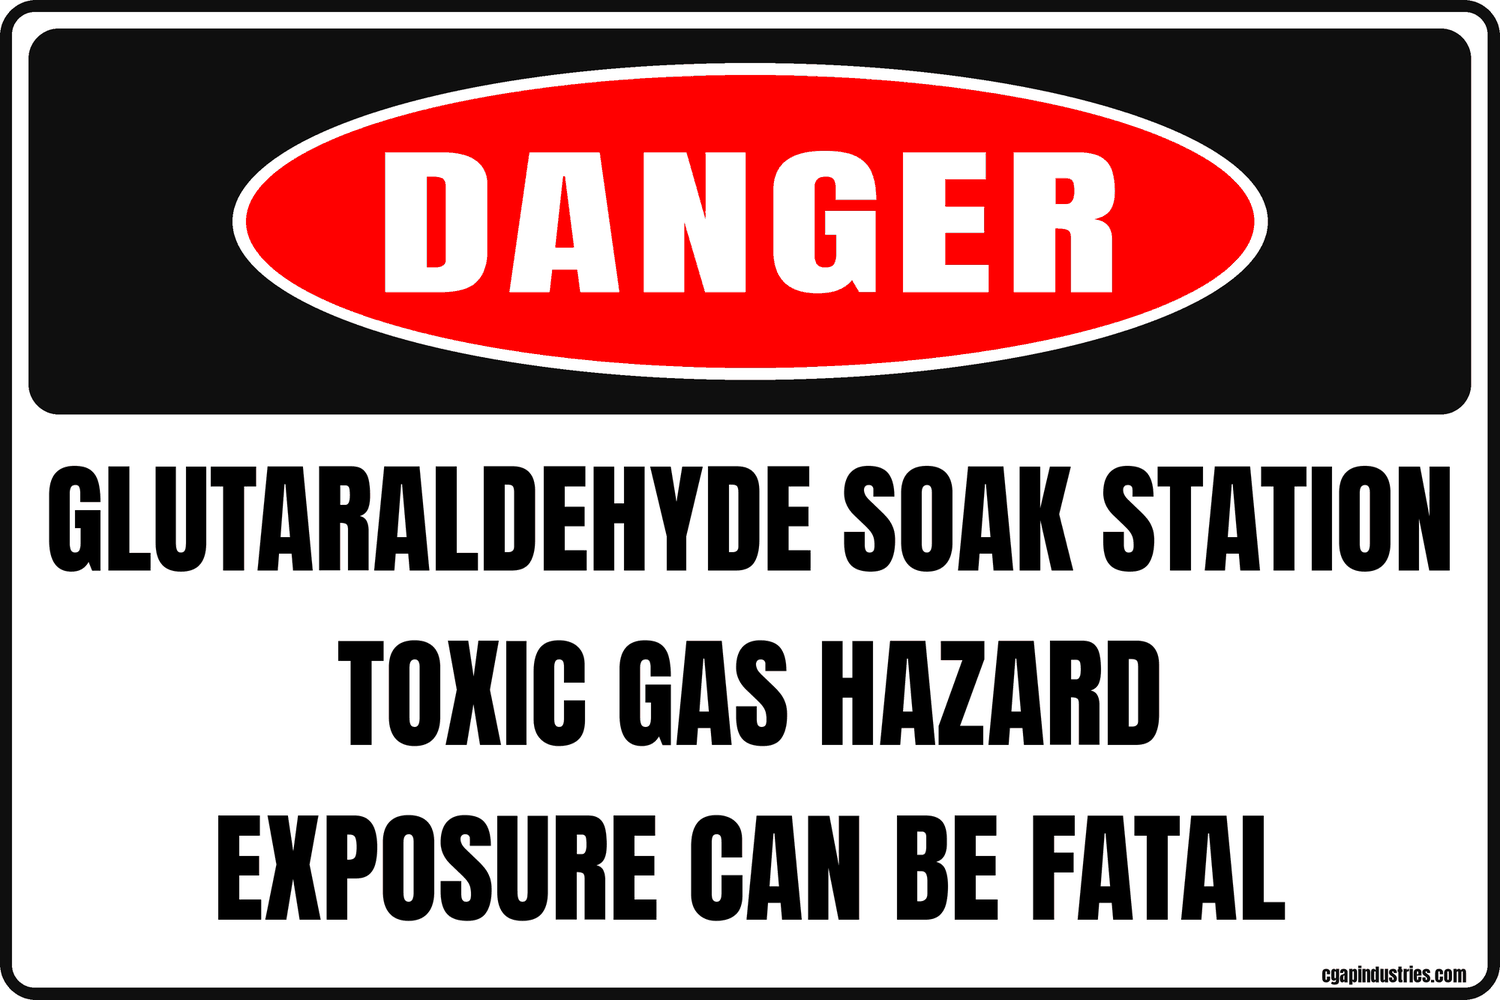 DANGER
GLUTARALDEHYDE SOAK STATION
TOXIC GAS HAZARD
EXPOSURE CAN BE FATAL
cgapindustries.com